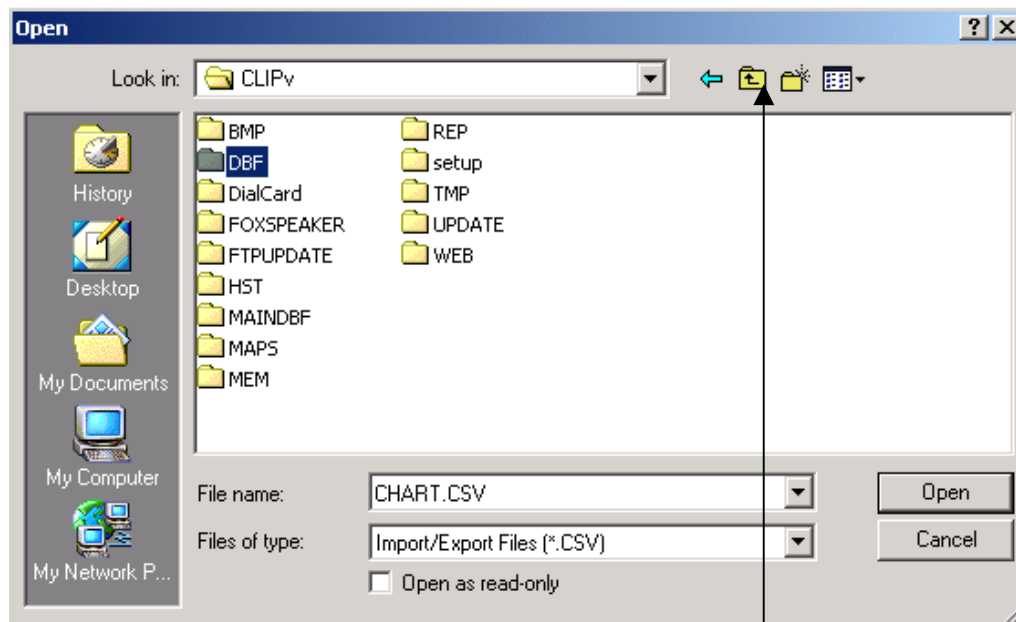 Open
Look in: CLIPv
History
Desktop
My Documents
My Computer
My Network P...
BMP
DBF
DialCard
FOXSPEAKER
FTPUPDATE
HST
MAINDBF
MAPS
MEM
REP
setup
TMP
UPDATE
WEB
File name: CHART.CSV
Open
Files of type: Import/Export Files (*.CSV)
Cancel
Open as read-only